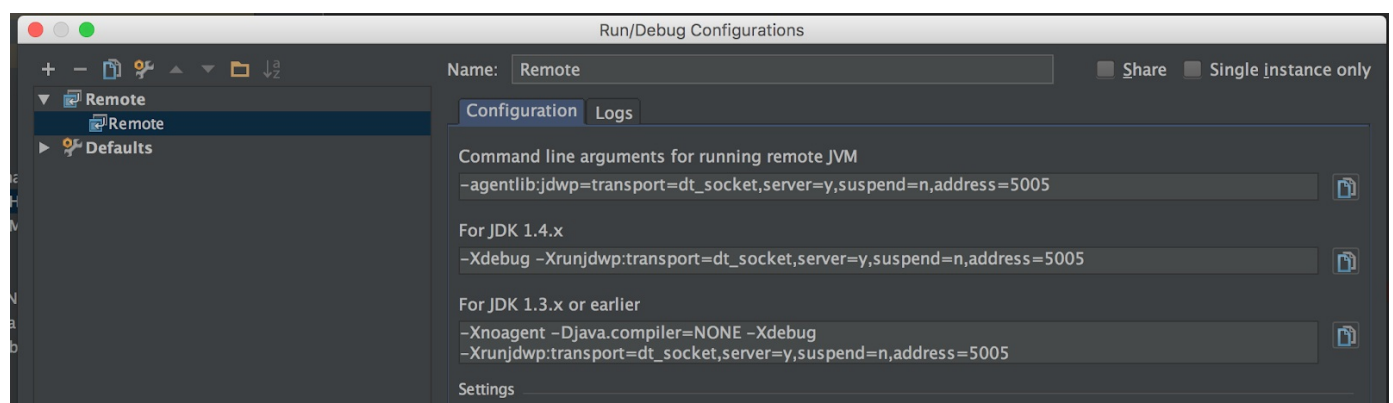 Run/Debug Configurations
Name: Remote
Share
Single instance only
Remote
Remote
Defaults
Configuration
Logs
Command line arguments for running remote JVM
-agentlib:jdwp=transport=dt_socket,server=y,suspend=n,address=5005
For JDK 1.4.x
-Xdebug -Xrunjdwp:transport=dt_socket,server=y,suspend=n,address=5005
For JDK 1.3.x or earlier
-Xnoagent -Djava.compiler=NONE -Xdebug
-Xrunjdwp:transport=dt_socket,server=y,suspend=n,address=5005
Settings